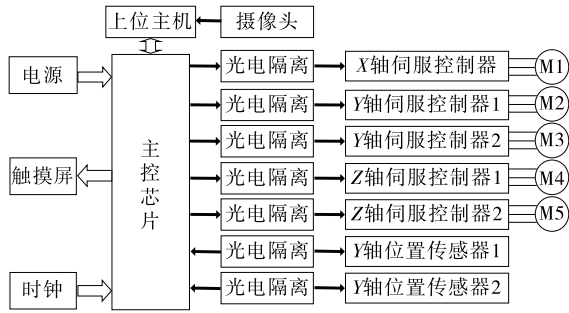 上位主机 摄像头
电源
触摸屏
时钟
主控芯片
光电隔离 X轴伺服控制器 M1
光电隔离 Y轴伺服控制器1 M2
光电隔离 Y轴伺服控制器2 M3
光电隔离 Z轴伺服控制器1 M4
光电隔离 Z轴伺服控制器2 M5
光电隔离 Y轴位置传感器1
光电隔离 Y轴位置传感器2